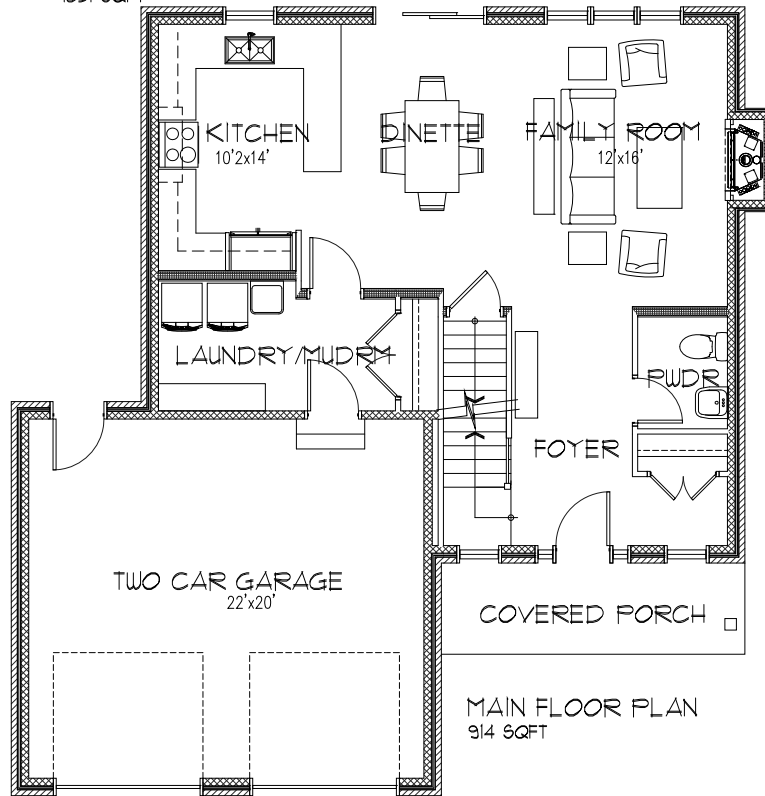 KITCHEN
10'2x14'
DINETTE
FAMILY ROOM
12'x16'
LAUNDRY/MUDRM
PWDR
FOYER
TWO CAR GARAGE
22'x20'
COVERED PORCH
MAIN FLOOR PLAN
914 SQFT